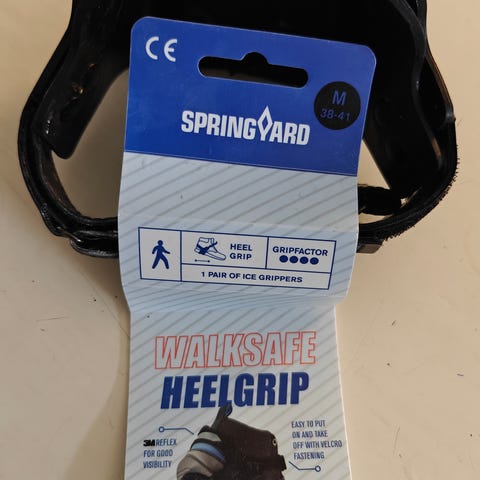 CE
M
38-41
SPRINGYARD
HEEL
GRIP
GRIPFACTOR
1 PAIR OF ICE GRIPPERS
WALKSAFE
HEELGRIP
3M REFLEX
FOR GOOD
VISIBILITY
EASY TO PUT
ON AND TAKE
OFF WITH VELCRO
FASTENING